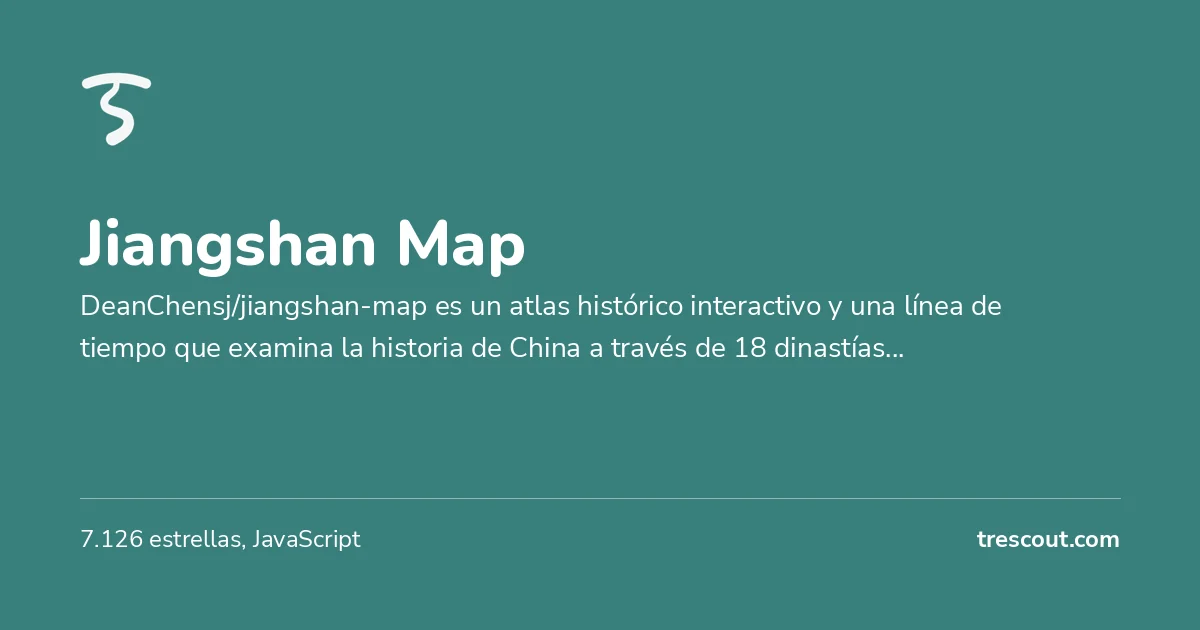 Jiangshan Map
DeanChensj/jiangshan-map es un atlas histórico interactivo y una línea de
tiempo que examina la historia de China a través de 18 dinastías...
7.126 estrellas, JavaScript
trescout.com